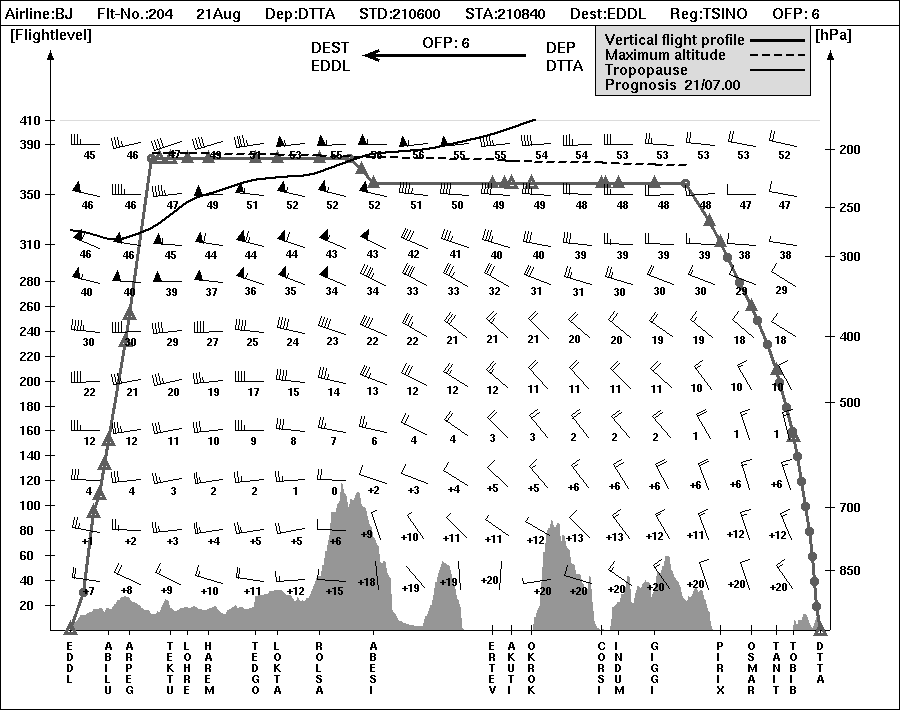 Airline:BJ Flt-No.:204 21Aug Dep:DTTA STD:210600 STA:210840 Dest:EDDL Reg:TSINO OFP: 6
[Flightlevel] [hPa]
DEST OFP: 6 DEP
EDDL DTTA
Vertical flight profile
Maximum altitude
Tropopause
Prognosis 21/07.00
410
390 45 46 47 49 51 53 55 56 56 55 55 54 54 53 53 53 53 52 200
350 46 46 47 49 51 52 52 52 51 50 49 49 48 48 48 48 47 47 250
310 46 46 45 44 44 44 43 43 42 41 40 40 39 39 39 39 38 38 300
280 40 40 39 37 36 35 34 34 33 33 32 31 31 30 30 30 29 29
260
240 30 30 29 27 25 24 23 22 22 21 21 20 20 20 19 19 18 18 400
220
200 22 21 20 19 17 15 14 13 12 12 12 11 11 11 11 10 10 10
180 500
160 12 12 11 10 9 8 7 6 4 4 3 3 2 2 2 1 1 1
140
120 4 4 3 2 2 1 0 +2 +3 +4 +5 +5 +6 +6 +6 +6 +6 +6
100 700
80 +1 +2 +3 +4 +5 +5 +6 +9 +10 +11 +11 +12 +13 +13 +12 +11 +12 +12
60 850
40 +7 +8 +9 +10 +11 +12 +15 +18 +19 +19 +20 +20 +20 +20 +20 +20 +20 +20
20
EDDL ABILU ARPEG TEKTU LOHRE HAREM TEDGO LOKTA ROLSA ABESI ERTEV AKUTI OKROK CORSI INDUM GIGGI PIRIX OSMAR TANIT TOBIB DTTA